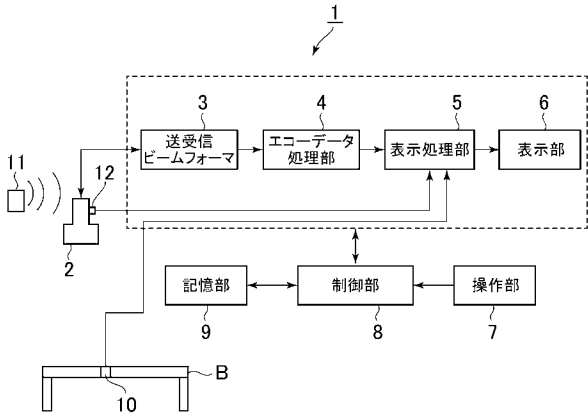 1
3
4
5
6
送受信
ビームフォーマ
エコーデータ
処理部
表示処理部
表示部
11
12
2
記憶部
制御部
操作部
9
8
7
B
10